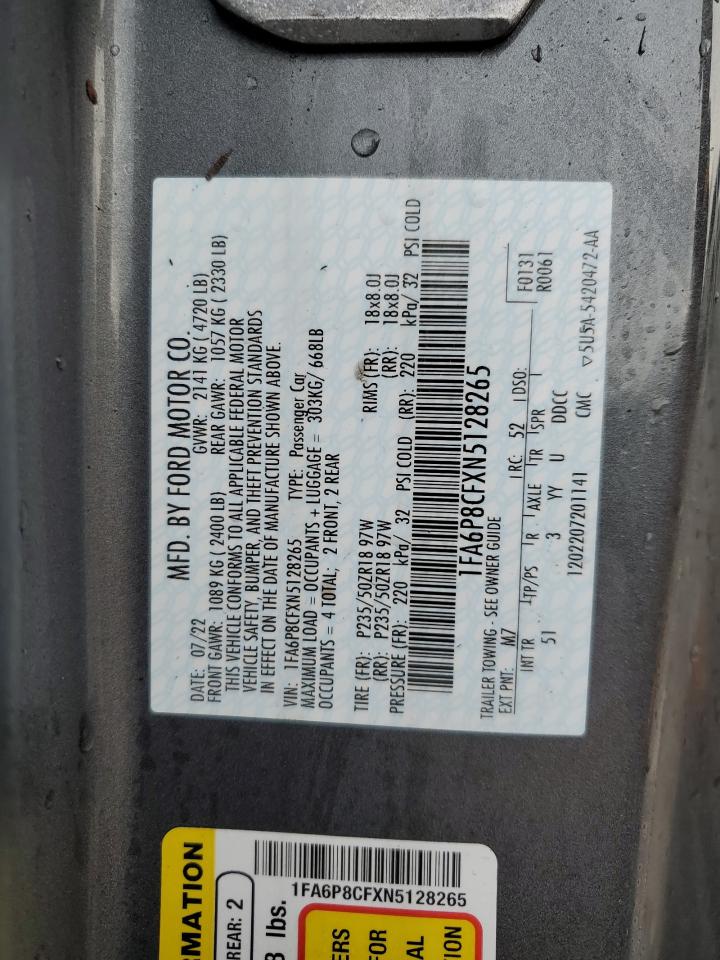 MFD. BY FORD MOTOR CO.
DATE: 07/22 GVWR: 2141 KG ( 4720 LB)
FRONT GAWR: 1089 KG ( 2400 LB) REAR GAWR: 1057 KG ( 2330 LB)
THIS VEHICLE CONFORMS TO ALL APPLICABLE FEDERAL MOTOR
VEHICLE SAFETY, BUMPER, AND THEFT PREVENTION STANDARDS
IN EFFECT ON THE DATE OF MANUFACTURE SHOWN ABOVE.
VIN: 1FA6P8CFXN5128265 TYPE: Passenger Car
MAXIMUM LOAD = OCCUPANTS + LUGGAGE = 303KG/ 668LB
OCCUPANTS = 4 TOTAL; 2 FRONT, 2 REAR
TIRE (FR): P235/50ZR18 97W RIMS (FR): 18x8.0J
(RR): P235/50ZR18 97W (RR): 18x8.0J
PRESSURE (FR): 220 kPa/ 32 PSI COLD (RR): 220 kPa/ 32 PSI COLD
1FA6P8CFXN5128265
TRAILER TOWING - SEE OWNER GUIDE
F0131
EXT PNT: M7 RC: 52 DSO: R0061
INT TR TP/PS R AXLE TR SPR
51 3 YY U DDCC
1202207201141 CMC ▽5U5A-5420472-AA
RMATION
REAR: 2
lbs.
1FA6P8CFXN5128265
ERS
FOR
AL
TION